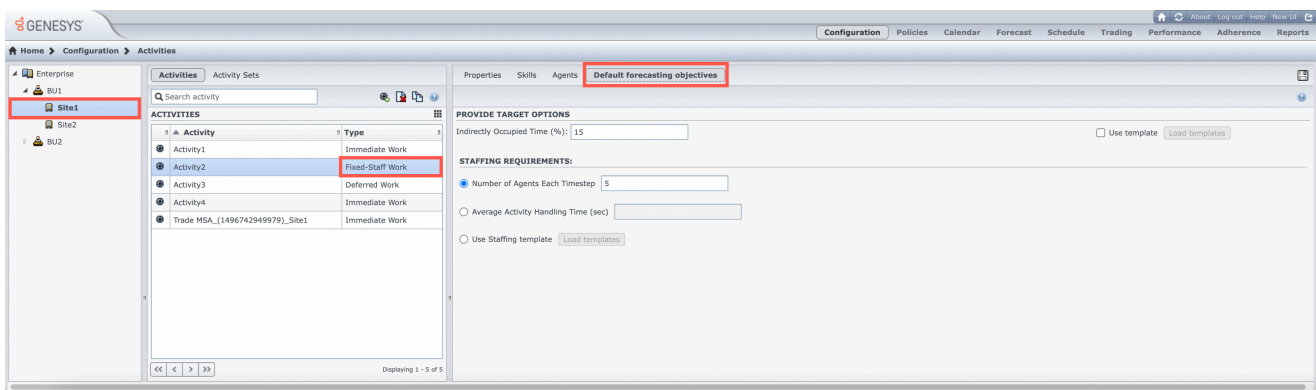 GENESYS
About Log out Help New UI
Configuration Policies Calendar Forecast Schedule Trading Performance Adherence Reports
Home Configuration Activities
Enterprise
BU1
Site1
Site2
BU2
Activities Activity Sets
Search activity
ACTIVITIES
Activity Type
Activity1 Immediate Work
Activity2 Fixed-Staff Work
Activity3 Deferred Work
Activity4 Immediate Work
Trade MSA_(1496742949979)_Site1 Immediate Work
<< < > >> Displaying 1 - 5 of 5
Properties Skills Agents Default forecasting objectives
PROVIDE TARGET OPTIONS
Indirectly Occupied Time (%): 15 Use template Load templates
STAFFING REQUIREMENTS:
Number of Agents Each Timestep 5
Average Activity Handling Time (sec)
Use Staffing template Load templates